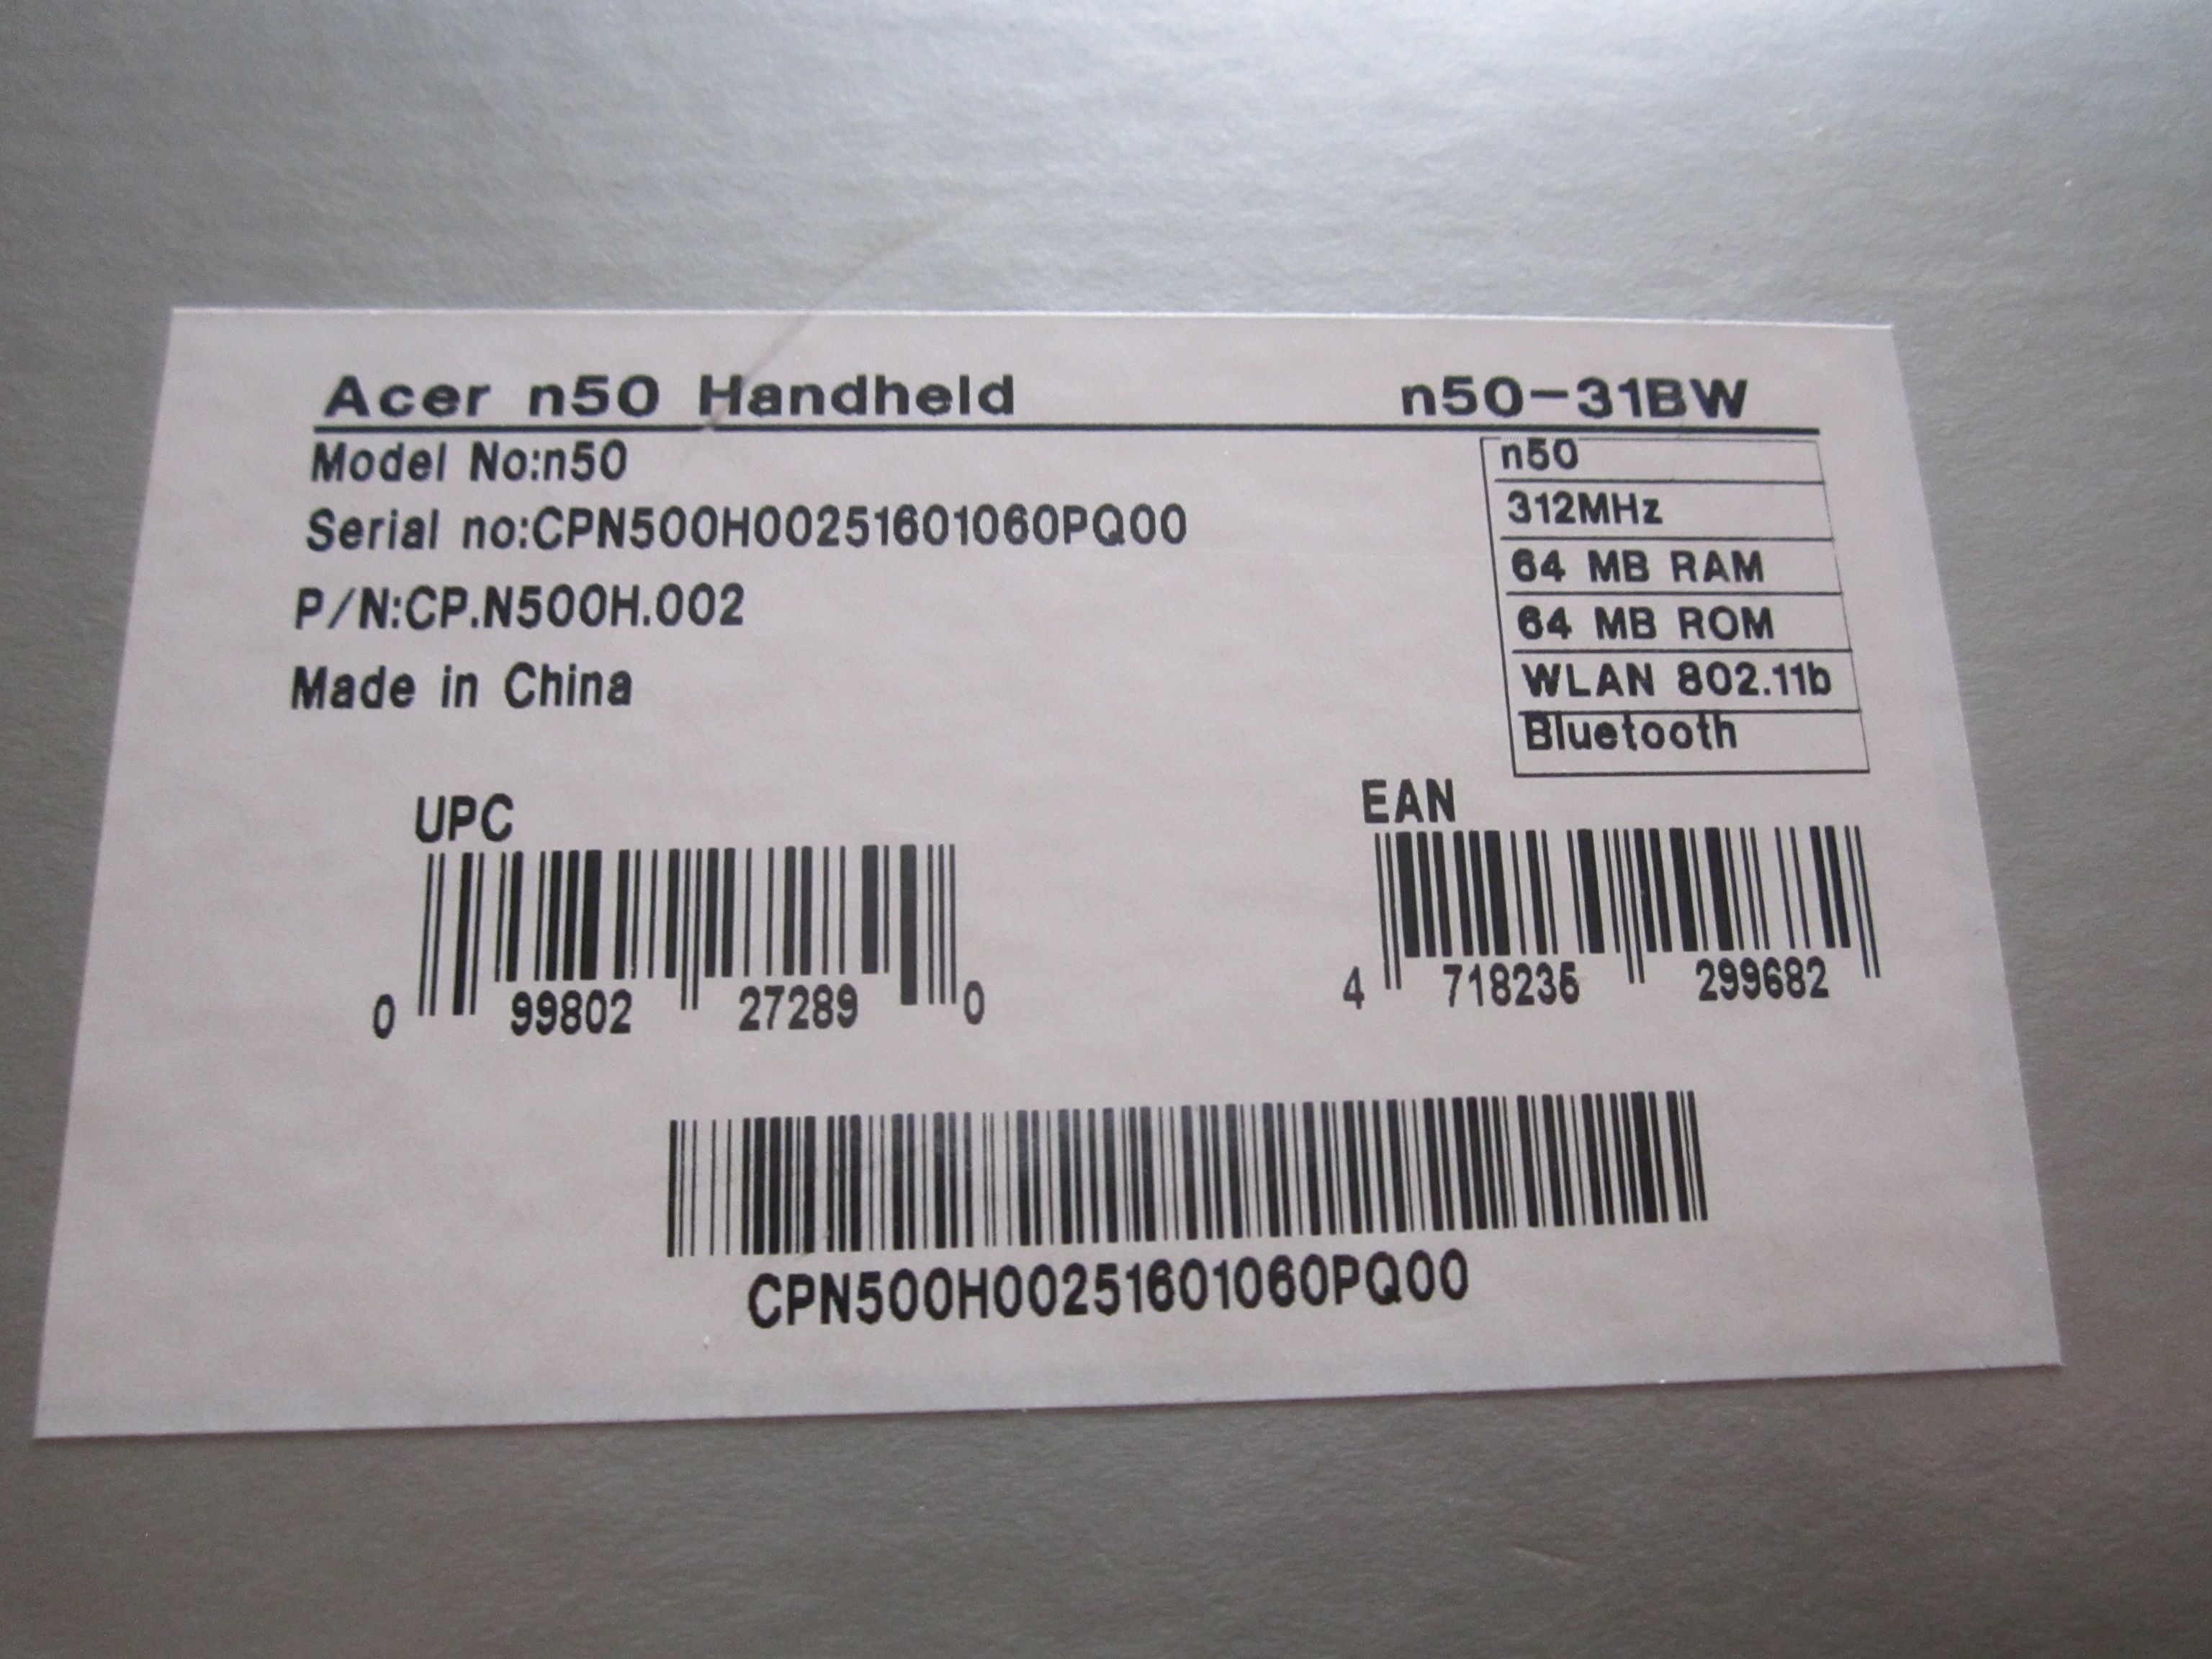 Acer n50 Handheld n50-31BW
Model No:n50
Serial no:CPN500H00251601060PQ00
P/N:CP.N500H.002
Made in China
n50
312MHz
64 MB RAM
64 MB ROM
WLAN 802.11b
Bluetooth
UPC
0 99802 27289 0
EAN
4 718235 299682
CPN500H00251601060PQ00